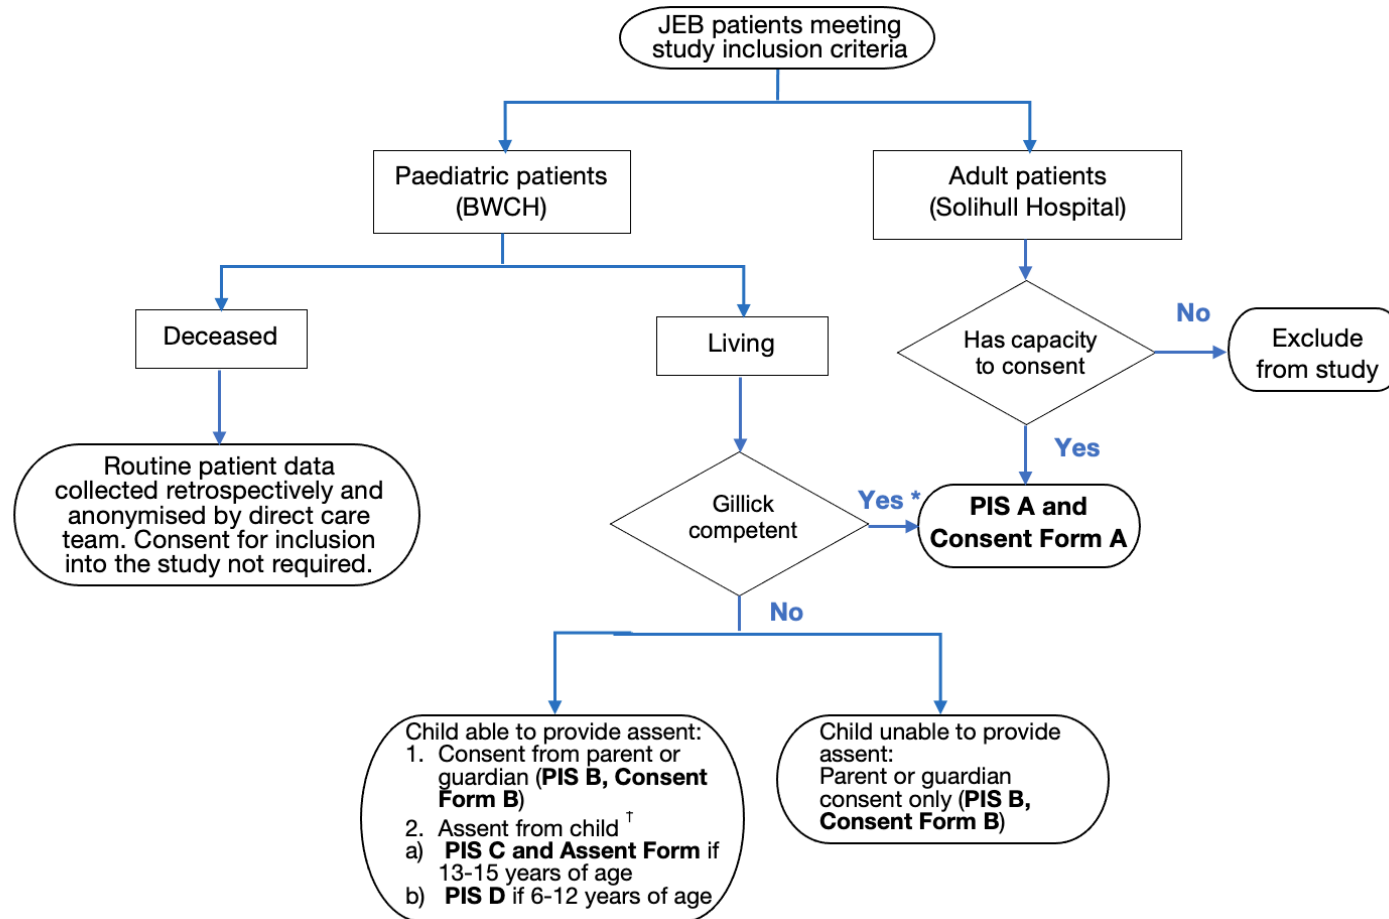 JEB patients meeting
study inclusion criteria
Paediatric patients
(BWCH)
Adult patients
(Solihull Hospital)
Deceased
Living
Has capacity
to consent
No
Exclude
from study
Yes
Routine patient data
collected retrospectively and
anonymised by direct care
team. Consent for inclusion
into the study not required.
Gillick
competent
Yes *
PIS A and
Consent Form A
No
Child able to provide assent:
1. Consent from parent or
guardian (PIS B, Consent
Form B)
2. Assent from child †
a) PIS C and Assent Form if
13-15 years of age
b) PIS D if 6-12 years of age
Child unable to provide
assent:
Parent or guardian
consent only (PIS B,
Consent Form B)